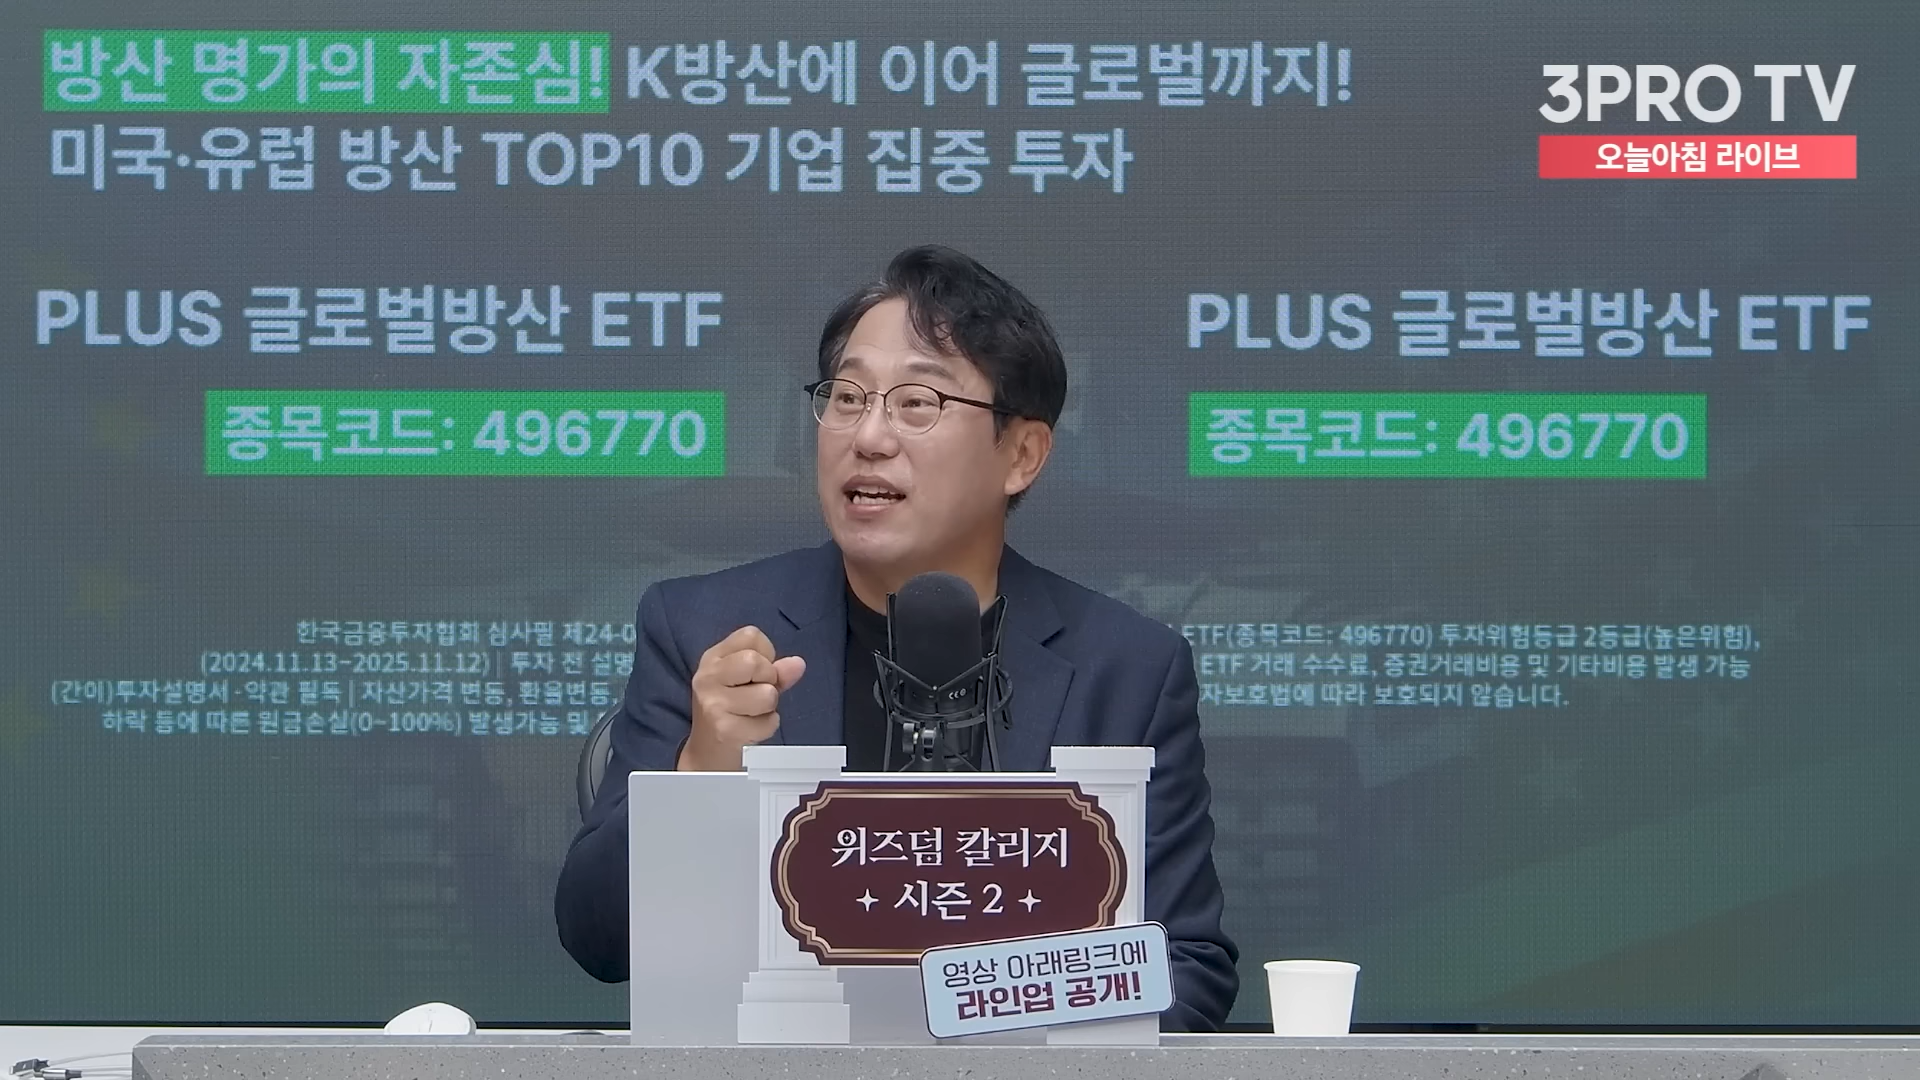 방산 명가의 자존심! K방산에 이어 글로벌까지!
미국·유럽 방산 TOP10 기업 집중 투자
3PRO TV
오늘아침 라이브
PLUS 글로벌방산 ETF
종목코드: 496770
PLUS 글로벌방산 ETF
종목코드: 496770
한국금융투자협회 심사필 제24-0
(2024.11.13~2025.11.12) | 투자 전 설명
(간이)투자설명서·약관 필독 | 자산가격 변동, 환율변동,
하락 등에 따른 원금손실(0~100%) 발생가능 및
ETF(종목코드: 496770) 투자위험등급 2등급(높은위험),
ETF 거래 수수료, 증권거래비용 및 기타비용 발생 가능
자보호법에 따라 보호되지 않습니다.
위즈덤 칼리지
시즌 2
영상 아래링크에
라인업 공개!